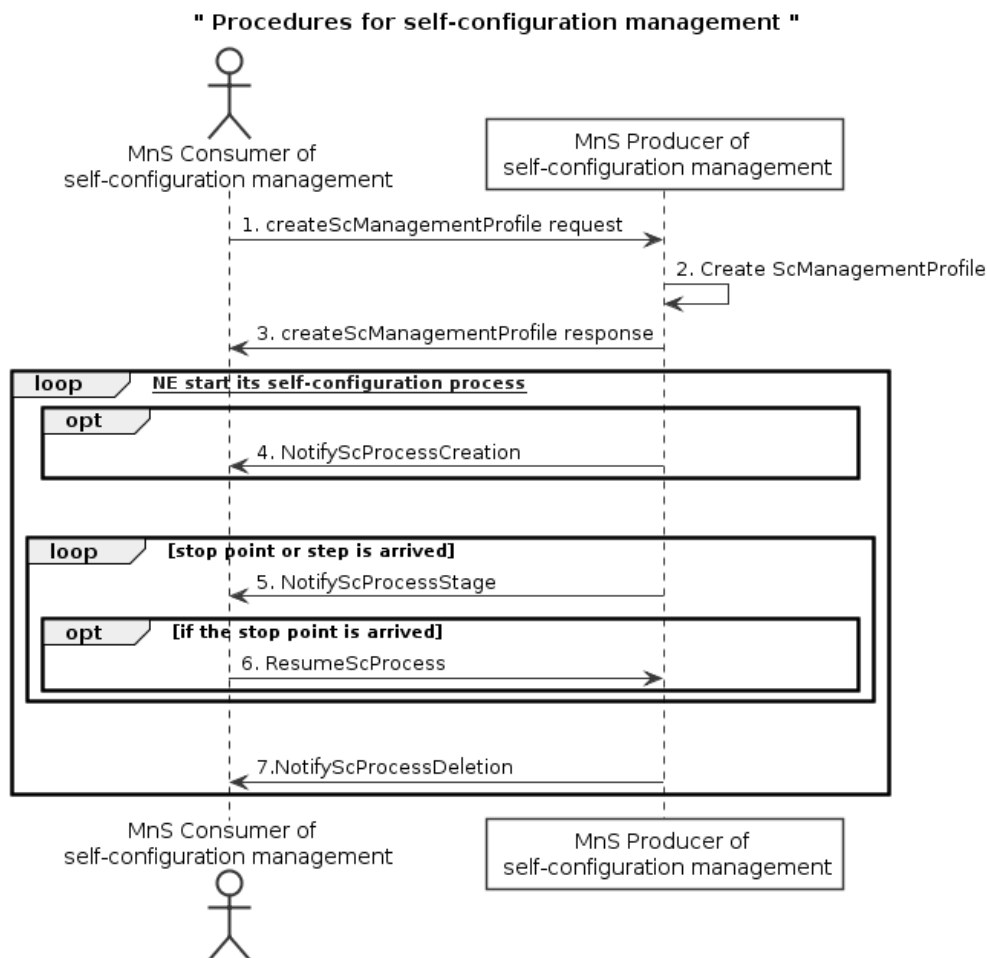 " Procedures for self-configuration management "
MnS Consumer of
self-configuration management
MnS Producer of
self-configuration management
1. createScManagementProfile request
2. Create ScManagementProfile
3. createScManagementProfile response
loop NE start its self-configuration process
opt
4. NotifyScProcessCreation
loop [stop point or step is arrived]
5. NotifyScProcessStage
opt [if the stop point is arrived]
6. ResumeScProcess
7.NotifyScProcessDeletion
MnS Consumer of
self-configuration management
MnS Producer of
self-configuration management